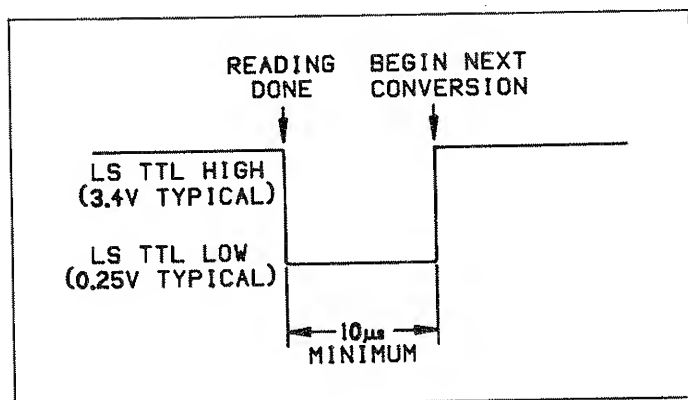 READING DONE
BEGIN NEXT CONVERSION
LS TTL HIGH
(3.4V TYPICAL)
LS TTL LOW
(0.25V TYPICAL)
10µs
MINIMUM